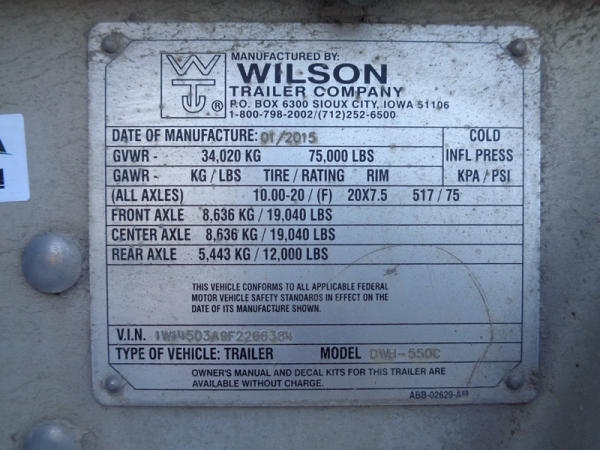 MANUFACTURED BY:
WILSON
TRAILER COMPANY
P.O. BOX 6300 SIOUX CITY, IOWA 51106
1-800-798-2002/(712)252-6500
WTC ®
DATE OF MANUFACTURE: 01/2015 COLD
GVWR - 34,020 KG 75,000 LBS INFL PRESS
GAWR - KG / LBS TIRE / RATING RIM KPA / PSI
(ALL AXLES) 10.00-20 / (F) 20X7.5 517 / 75
FRONT AXLE 8,636 KG / 19,040 LBS
CENTER AXLE 8,636 KG / 19,040 LBS
REAR AXLE 5,443 KG / 12,000 LBS
THIS VEHICLE CONFORMS TO ALL APPLICABLE FEDERAL
MOTOR VEHICLE SAFETY STANDARDS IN EFFECT ON THE
DATE OF ITS MANUFACTURE SHOWN.
V.I.N.
TYPE OF VEHICLE: TRAILER MODEL DWH-550C
OWNER'S MANUAL AND DECAL KITS FOR THIS TRAILER ARE
AVAILABLE WITHOUT CHARGE.
ABB-02629-AM